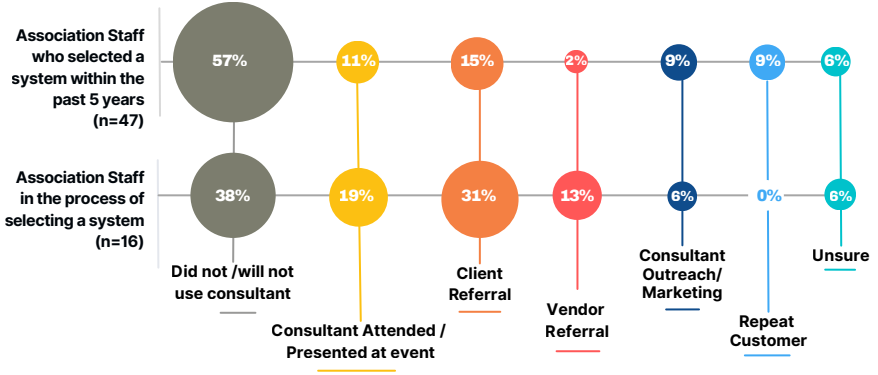 Association Staff
who selected a
system within the
past 5 years
(n=47)
57%
11%
15%
2%
9%
9%
6%
Association Staff
in the process of
selecting a system
(n=16)
38%
19%
31%
13%
6%
0%
6%
Did not /will not
use consultant
Consultant Attended /
Presented at event
Client
Referral
Vendor
Referral
Consultant
Outreach/
Marketing
Repeat
Customer
Unsure